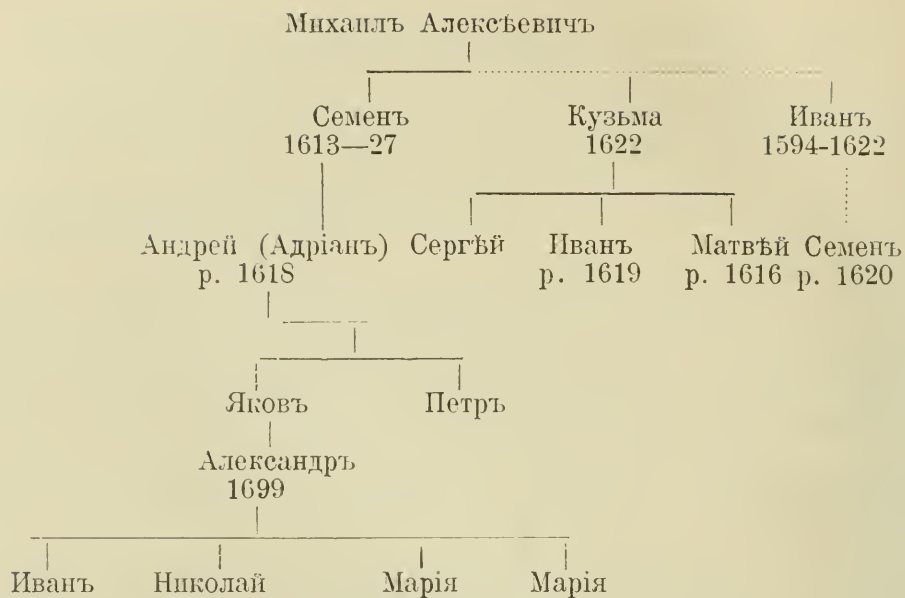 Михаилъ Алексѣевичъ
Семенъ Кузьма Иванъ
1613—27 1622 1594-1622
Андрей (Адріанъ) Сергѣй Иванъ Матвѣй Семенъ
р. 1618 р. 1619 р. 1616 р. 1620
Яковъ Петръ
Александръ
1699
Иванъ Николай Марія Марія